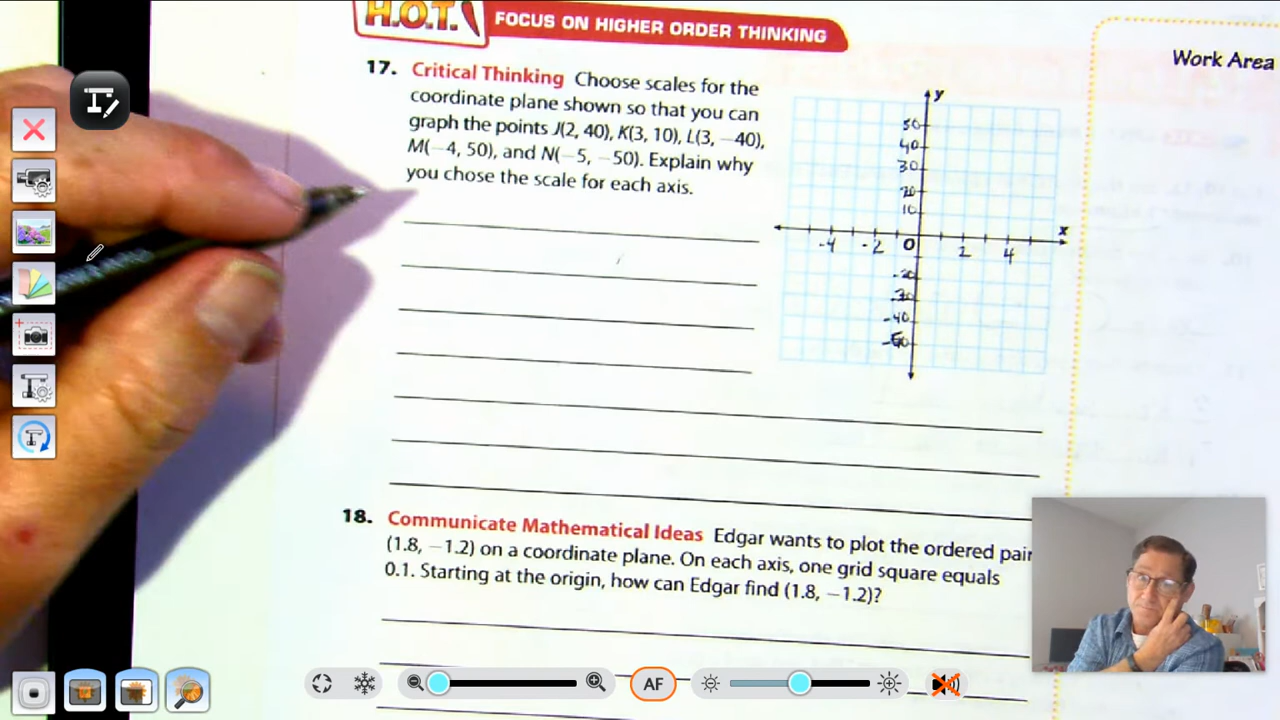 H.O.T. FOCUS ON HIGHER ORDER THINKING
Work Area
17. Critical Thinking Choose scales for the
coordinate plane shown so that you can
graph the points J(2, 40), K(3, 10), L(3, −40),
M(−4, 50), and N(−5, −50). Explain why
you chose the scale for each axis.
y
50
40
30
20
10
x
-4 -2 O 2 4
-20
-30
-40
-50
18. Communicate Mathematical Ideas Edgar wants to plot the ordered pair
(1.8, −1.2) on a coordinate plane. On each axis, one grid square equals
0.1. Starting at the origin, how can Edgar find (1.8, −1.2)?
AF